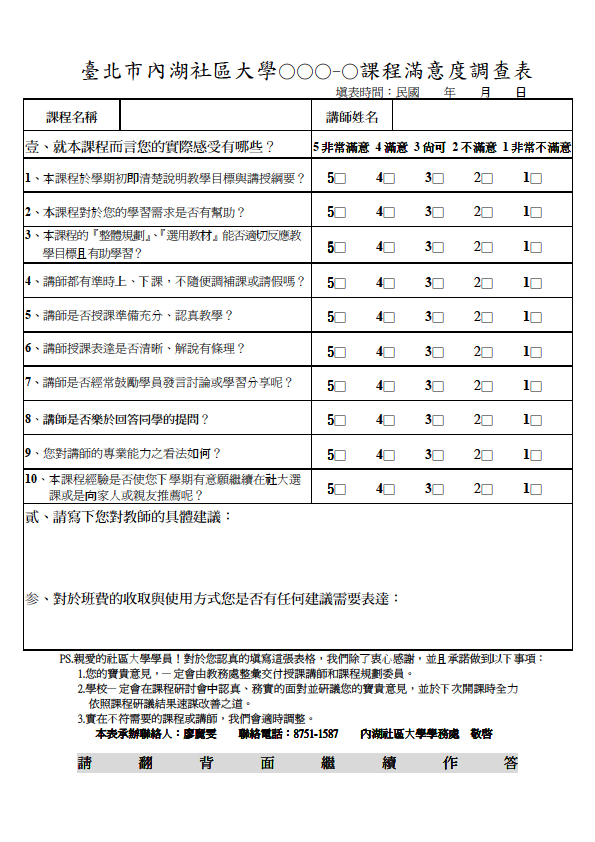 臺北市內湖社區大學○○○-○課程滿意度調查表
填表時間：民國　　年　　月　　日
課程名稱　　講師姓名
壹、就本課程而言您的實際感受有哪些？　5 非常滿意 4 滿意 3 尚可 2 不滿意 1 非常不滿意
1、本課程於學期初即清楚說明教學目標與講授綱要？　5□　4□　3□　2□　1□
2、本課程對於您的學習需求是否有幫助？　5□　4□　3□　2□　1□
3、本課程的『整體規劃』、『選用教材』能否適切反應教
學目標且有助學習？　5□　4□　3□　2□　1□
4、講師都有準時上、下課，不隨便調補課或請假嗎？　5□　4□　3□　2□　1□
5、講師是否授課準備充分、認真教學？　5□　4□　3□　2□　1□
6、講師授課表達是否清晰、解說有條理？　5□　4□　3□　2□　1□
7、講師是否經常鼓勵學員發言討論或學習分享呢？　5□　4□　3□　2□　1□
8、講師是否樂於回答同學的提問？　5□　4□　3□　2□　1□
9、您對講師的專業能力之看法如何？　5□　4□　3□　2□　1□
10、本課程經驗是否使您下學期有意願繼續在社大選
課或是向家人或親友推薦呢？　5□　4□　3□　2□　1□
貳、請寫下您對教師的具體建議：
參、對於班費的收取與使用方式您是否有任何建議需要表達：
PS.親愛的社區大學學員！對於您認真的填寫這張表格，我們除了衷心感謝，並且承諾做到以下事項：
1.您的寶貴意見，一定會由教務處整彙交付授課講師和課程規劃委員。
2.學校一定會在課程研討會中認真、務實的面對並研議您的寶貴意見，並於下次開課時全力
依照課程研議結果速謀改善之道。
3.實在不符需要的課程或講師，我們會適時調整。
本表承辦聯絡人：廖麗雯　　聯絡電話：8751-1587　　內湖社區大學學務處　敬啓
請　翻　背　面　繼　續　作　答